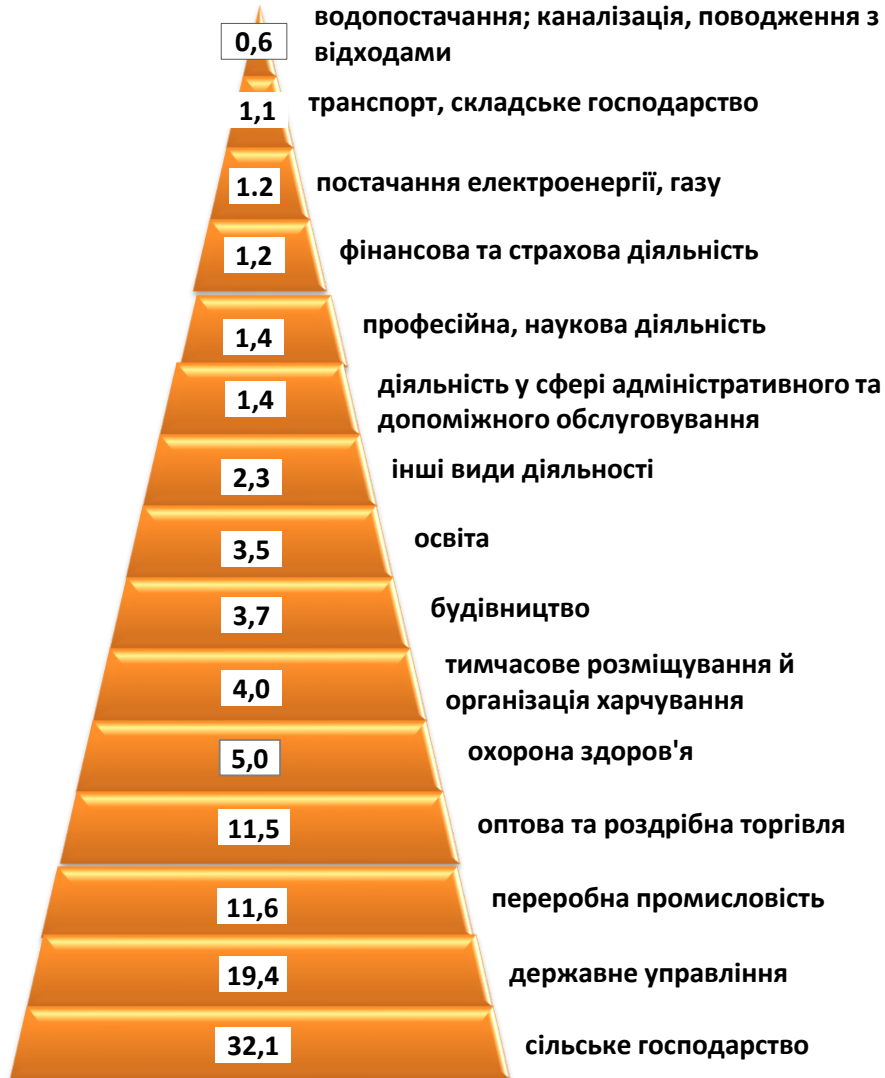 водопостачання; каналізація, поводження з
відходами
0,6
транспорт, складське господарство
1,1
постачання електроенергії, газу
1.2
фінансова та страхова діяльність
1,2
професійна, наукова діяльність
1,4
діяльність у сфері адміністративного та
допоміжного обслуговування
1,4
інші види діяльності
2,3
освіта
3,5
будівництво
3,7
тимчасове розміщування й
організація харчування
4,0
охорона здоров'я
5,0
оптова та роздрібна торгівля
11,5
переробна промисловість
11,6
державне управління
19,4
сільське господарство
32,1